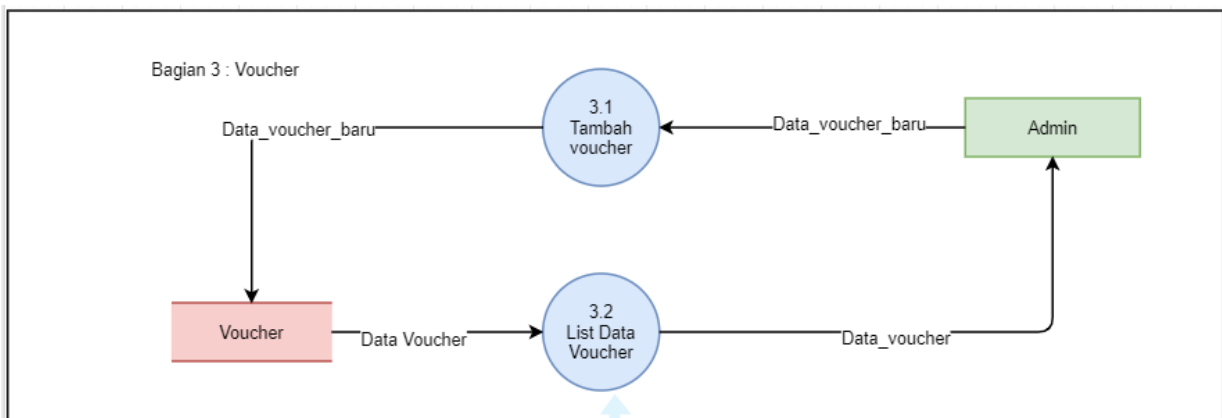 Bagian 3 : Voucher
3.1
Tambah
voucher
Data_voucher_baru
Data_voucher_baru
Admin
Voucher
Data Voucher
3.2
List Data
Voucher
Data_voucher